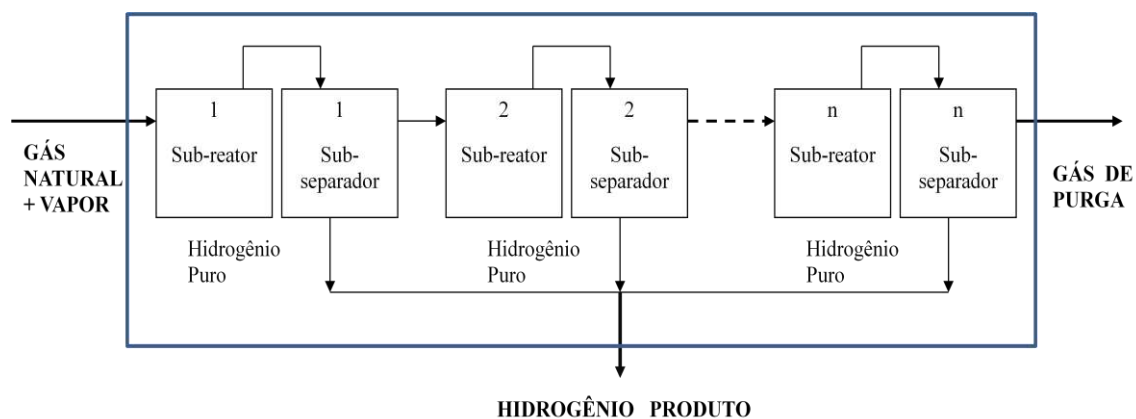 1
Sub-reator
1
Sub-
separador
2
Sub-reator
2
Sub-
separador
n
Sub-reator
n
Sub-
separador
GÁS
NATURAL
+ VAPOR
GÁS DE
PURGA
Hidrogênio
Puro
Hidrogênio
Puro
Hidrogênio
Puro
HIDROGÊNIO PRODUTO